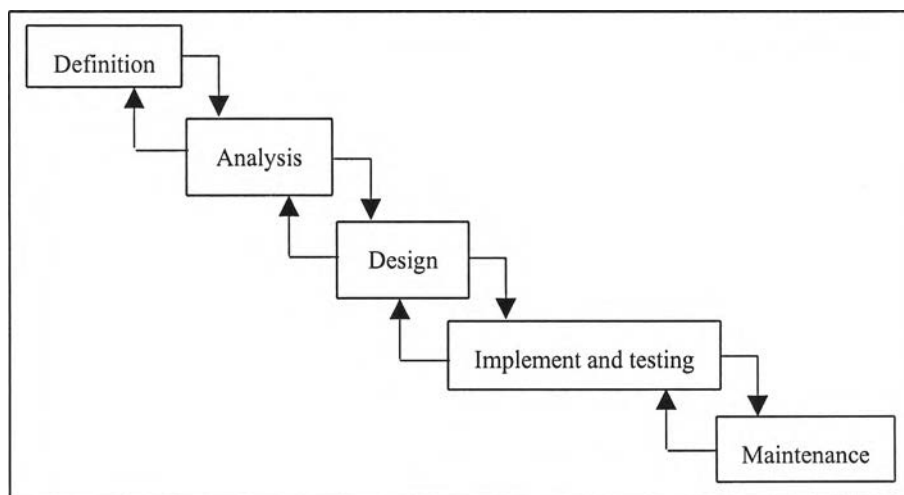 Definition
Analysis
Design
Implement and testing
Maintenance